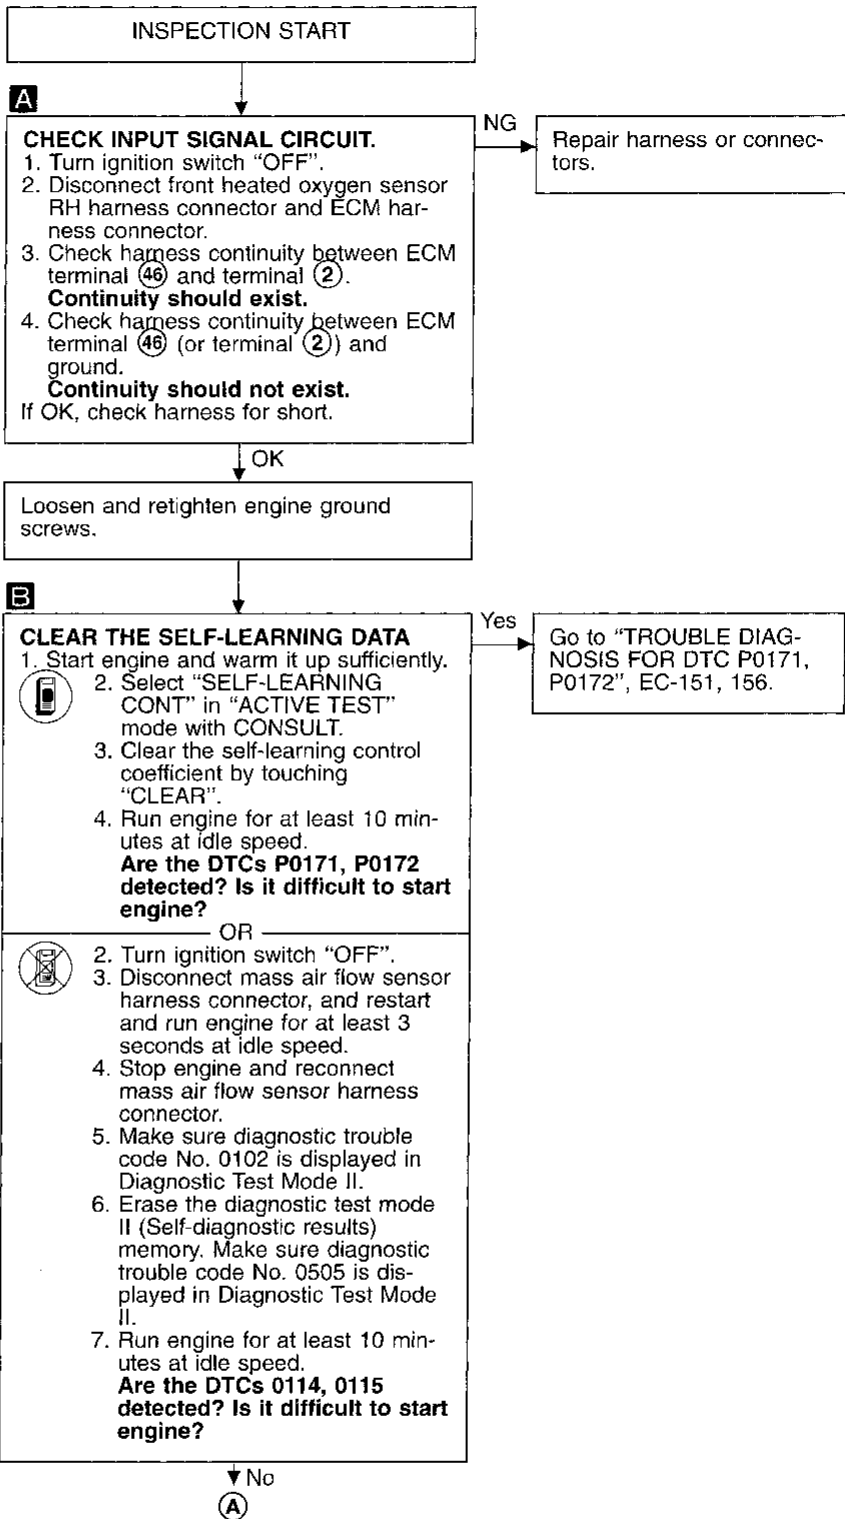 INSPECTION START
A
CHECK INPUT SIGNAL CIRCUIT.
1. Turn ignition switch “OFF”.
2. Disconnect front heated oxygen sensor
RH harness connector and ECM har-
ness connector.
3. Check harness continuity between ECM
terminal 46 and terminal 2.
Continuity should exist.
4. Check harness continuity between ECM
terminal 46 (or terminal 2) and
ground.
Continuity should not exist.
If OK, check harness for short.
NG
Repair harness or connec-
tors.
OK
Loosen and retighten engine ground
screws.
B
CLEAR THE SELF-LEARNING DATA
1. Start engine and warm it up sufficiently.
2. Select “SELF-LEARNING
CONT” in “ACTIVE TEST”
mode with CONSULT.
3. Clear the self-learning control
coefficient by touching
“CLEAR”.
4. Run engine for at least 10 min-
utes at idle speed.
Are the DTCs P0171, P0172
detected? Is it difficult to start
engine?
OR
2. Turn ignition switch “OFF”.
3. Disconnect mass air flow sensor
harness connector, and restart
and run engine for at least 3
seconds at idle speed.
4. Stop engine and reconnect
mass air flow sensor harness
connector.
5. Make sure diagnostic trouble
code No. 0102 is displayed in
Diagnostic Test Mode II.
6. Erase the diagnostic test mode
II (Self-diagnostic results)
memory. Make sure diagnostic
trouble code No. 0505 is dis-
played in Diagnostic Test Mode
II.
7. Run engine for at least 10 min-
utes at idle speed.
Are the DTCs 0114, 0115
detected? Is it difficult to start
engine?
Yes
Go to “TROUBLE DIAG-
NOSIS FOR DTC P0171,
P0172”, EC-151, 156.
No
A